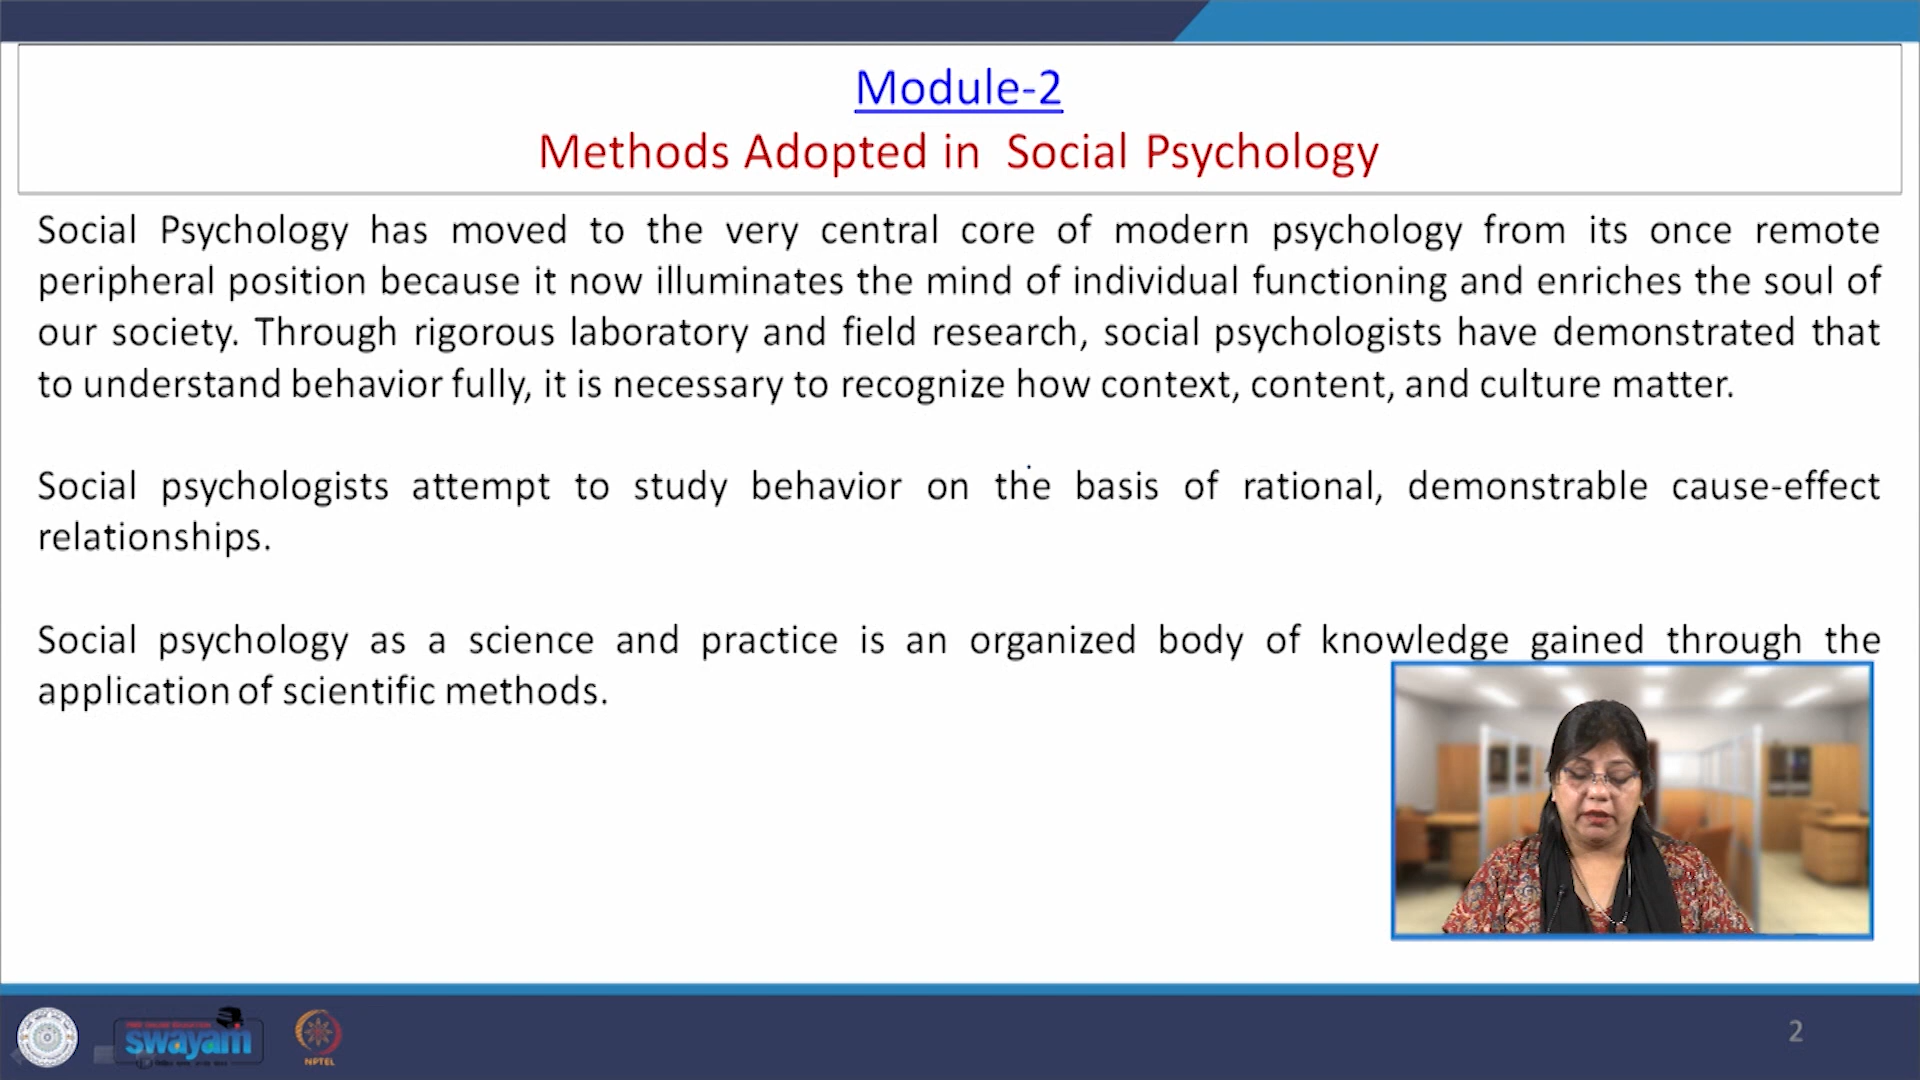 Module-2
Methods Adopted in Social Psychology
Social Psychology has moved to the very central core of modern psychology from its once remote
peripheral position because it now illuminates the mind of individual functioning and enriches the soul of
our society. Through rigorous laboratory and field research, social psychologists have demonstrated that
to understand behavior fully, it is necessary to recognize how context, content, and culture matter.
Social psychologists attempt to study behavior on the basis of rational, demonstrable cause-effect
relationships.
Social psychology as a science and practice is an organized body of knowledge gained through the
application of scientific methods.
swayam
NPTEL
2